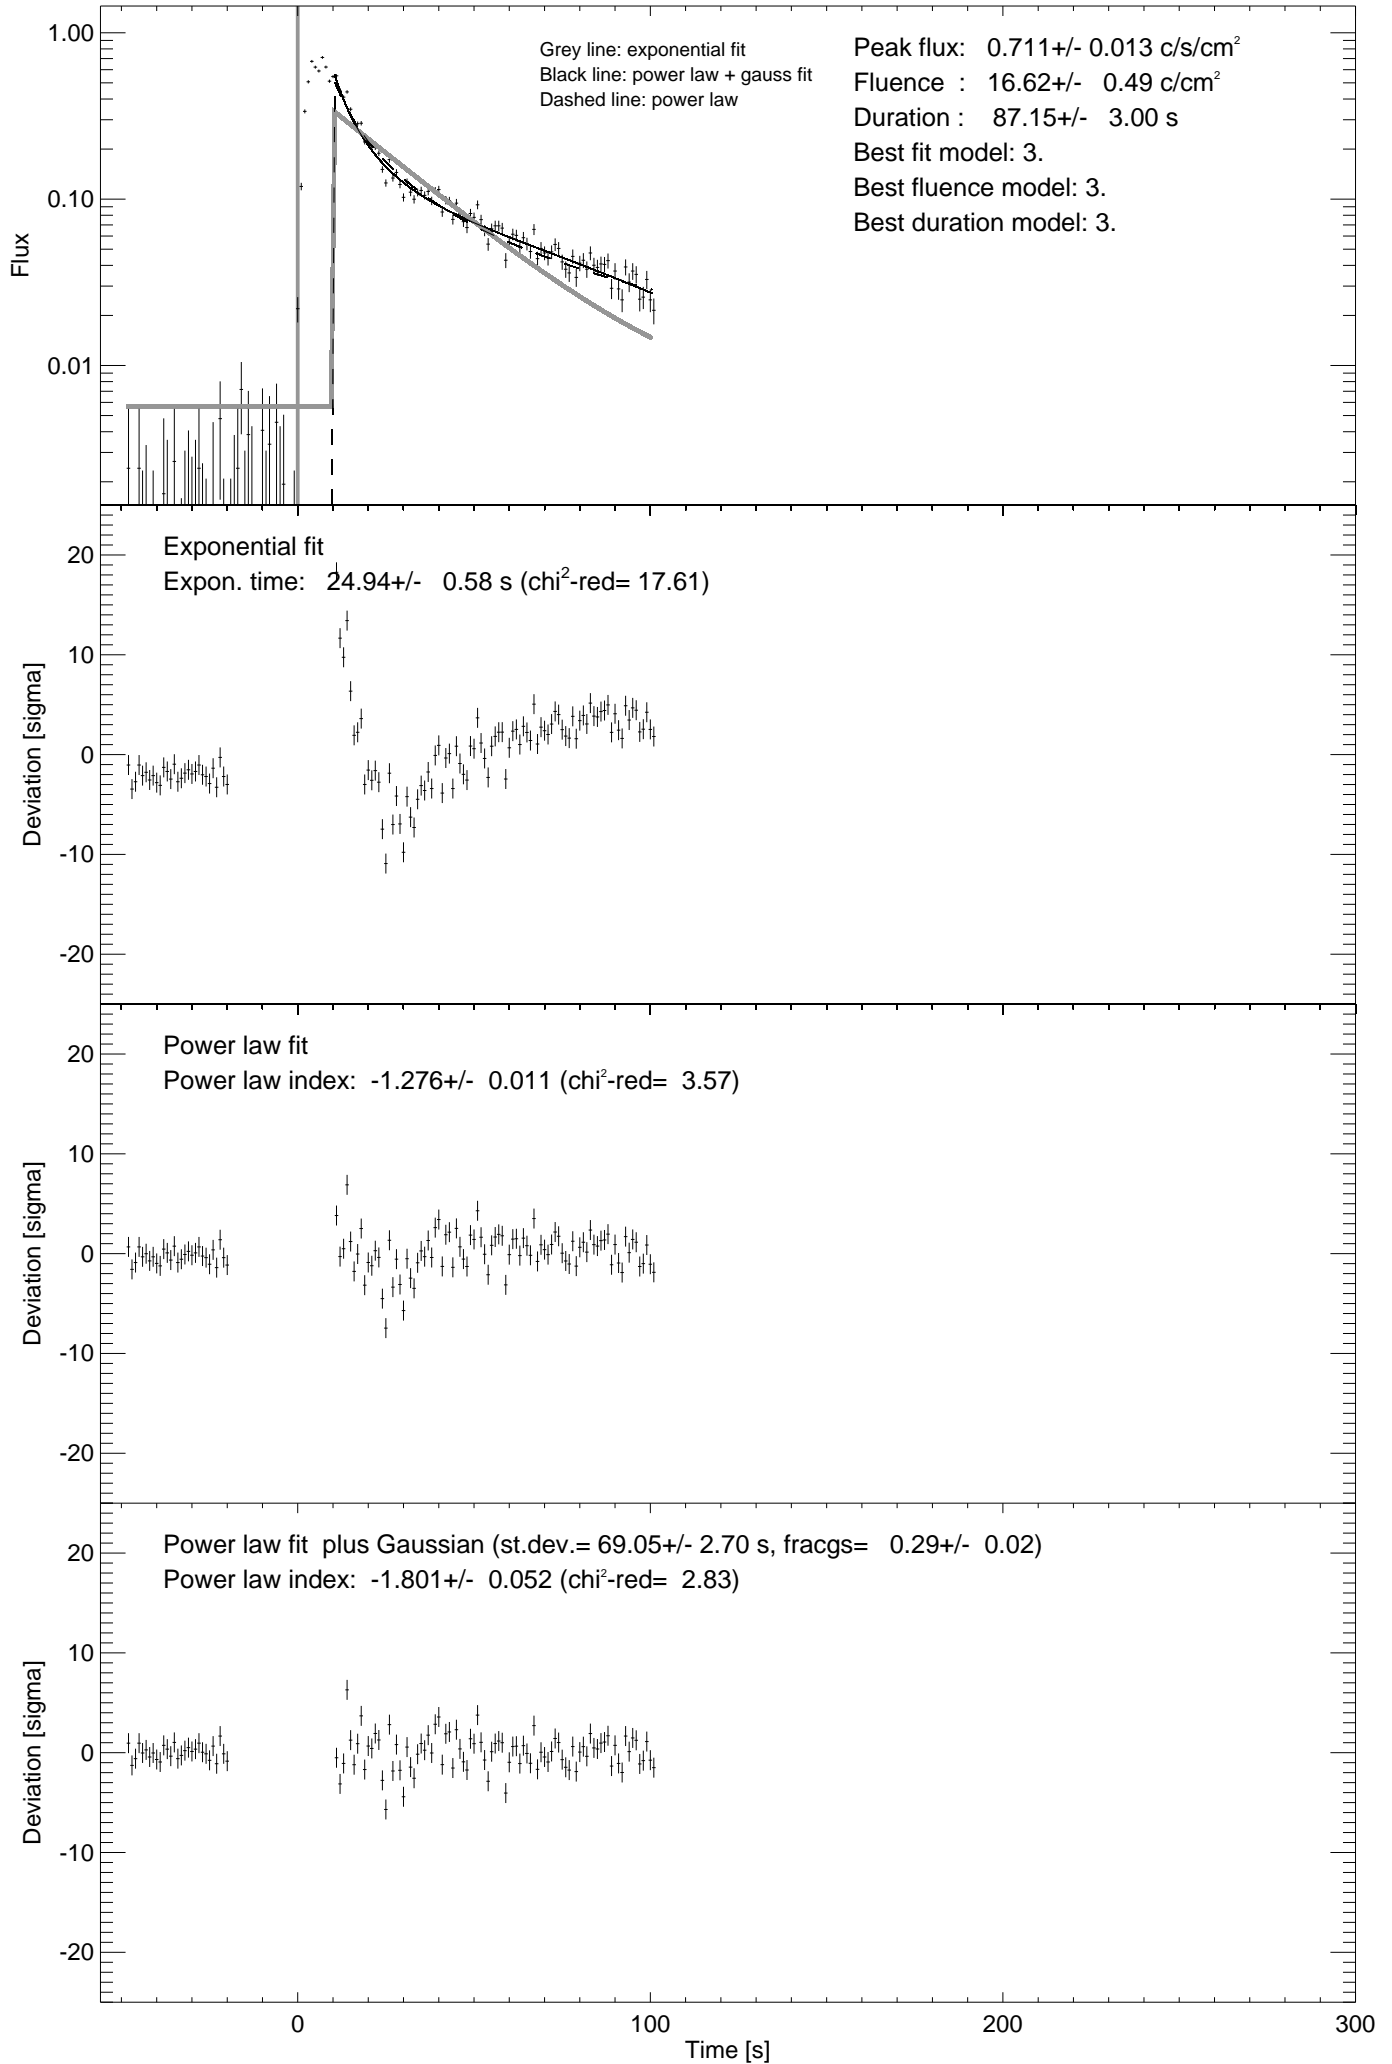 Grey line: exponential fit
Black line: power law + gauss fit
Dashed line: power law
Peak flux: 0.711+/- 0.013 c/s/cm²
Fluence : 16.62+/- 0.49 c/cm²
Duration : 87.15+/- 3.00 s
Best fit model: 3.
Best fluence model: 3.
Best duration model: 3.
1.00
0.10
0.01
Flux
Exponential fit
Expon. time: 24.94+/- 0.58 s (chi²-red= 17.61)
20
10
0
-10
-20
Deviation [sigma]
Power law fit
Power law index: -1.276+/- 0.011 (chi²-red= 3.57)
20
10
0
-10
-20
Deviation [sigma]
Power law fit plus Gaussian (st.dev.= 69.05+/- 2.70 s, fracgs= 0.29+/- 0.02)
Power law index: -1.801+/- 0.052 (chi²-red= 2.83)
20
10
0
-10
-20
Deviation [sigma]
0 100 200 300
Time [s]